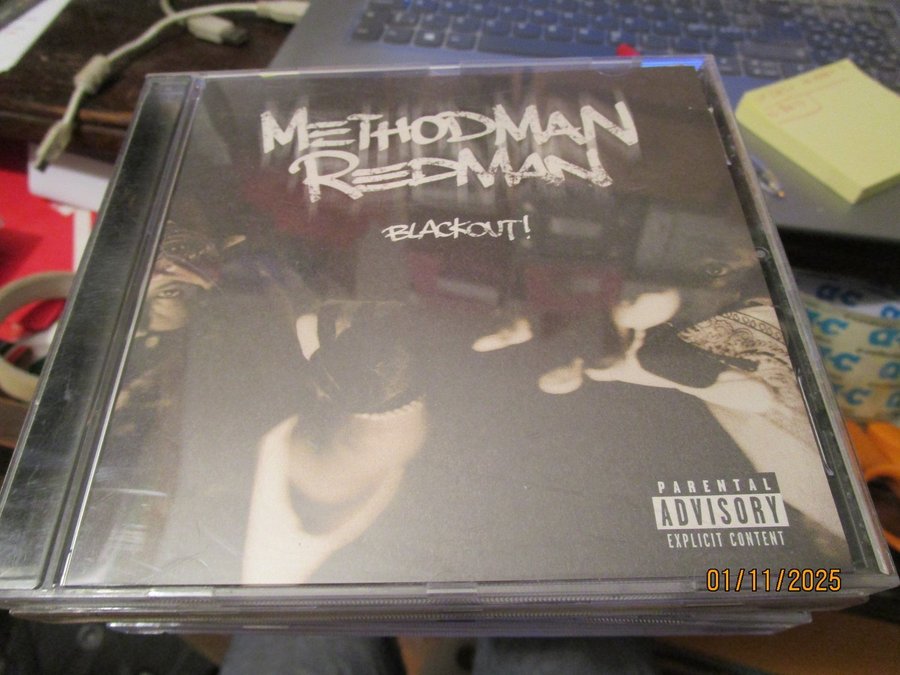 METHODMAN
REDMAN
BLACKOUT!
PARENTAL
ADVISORY
EXPLICIT CONTENT
01/11/2025